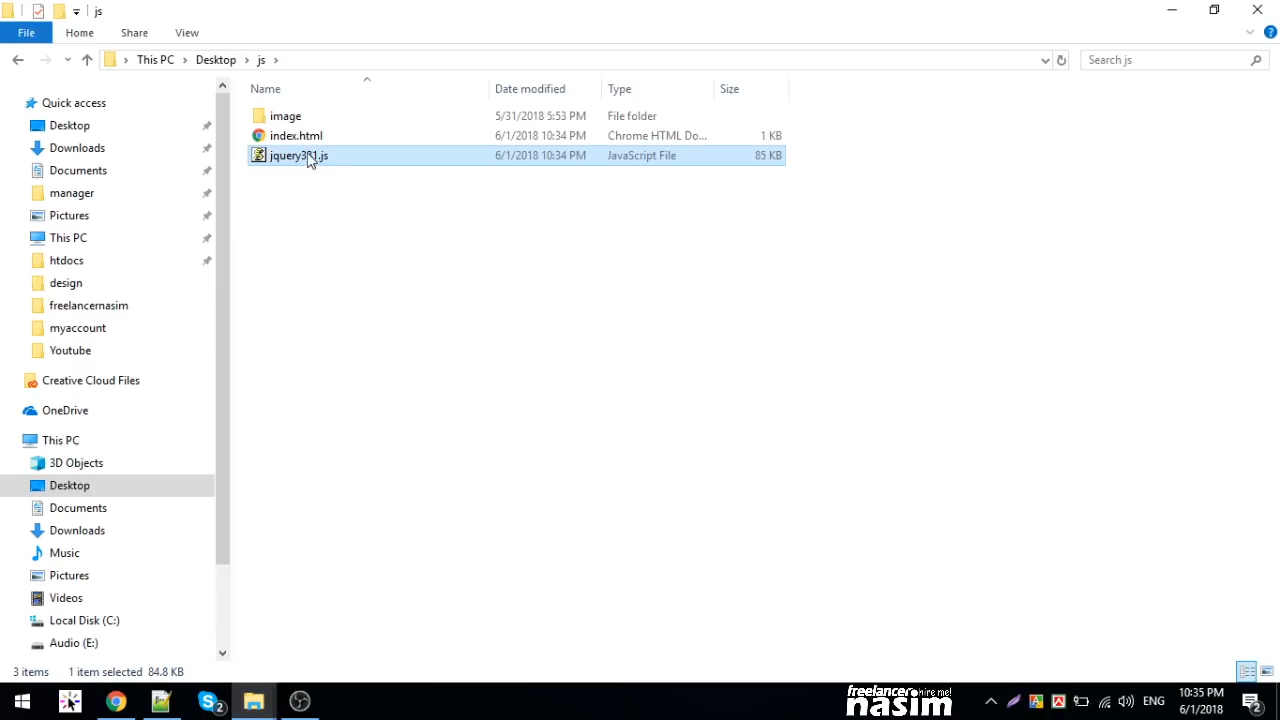 js
File
Home
Share
View
This PC
Desktop
js
Search js
Name
Date modified
Type
Size
image
5/31/2018 5:53 PM
File folder
index.html
6/1/2018 10:34 PM
Chrome HTML Do...
1 KB
jquery331.js
6/1/2018 10:34 PM
JavaScript File
85 KB
Quick access
Desktop
Downloads
Documents
manager
Pictures
This PC
htdocs
design
freelancernasim
myaccount
Youtube
Creative Cloud Files
OneDrive
This PC
3D Objects
Desktop
Documents
Downloads
Music
Pictures
Videos
Local Disk (C:)
Audio (E:)
3 items
1 item selected 84.8 KB
2
freelancer hire me!
nasim
ENG
10:35 PM
6/1/2018
2